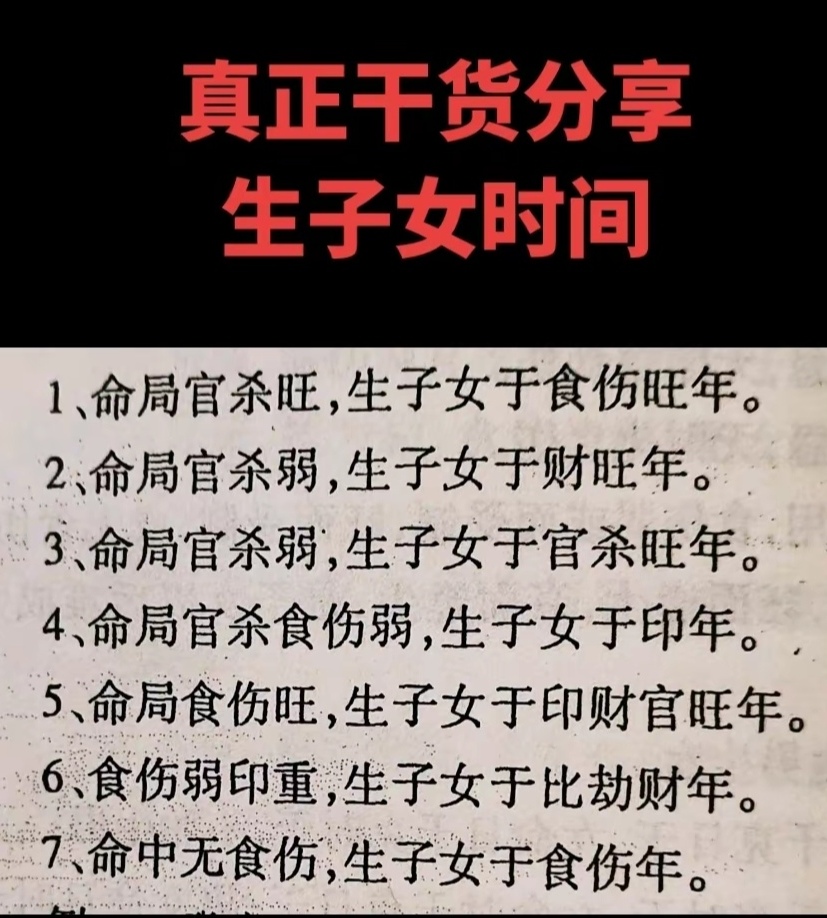 真正干货分享
生子女时间
1、命局官杀旺,生子女于食伤旺年。
2、命局官杀弱,生子女于财旺年。
3、命局官杀弱,生子女于官杀旺年。
4、命局官杀食伤弱,生子女于印年。
5、命局食伤旺,生子女于印财官旺年。
6、食伤弱印重,生子女于比劫财年。
7、命中无食伤,生子女于食伤年。